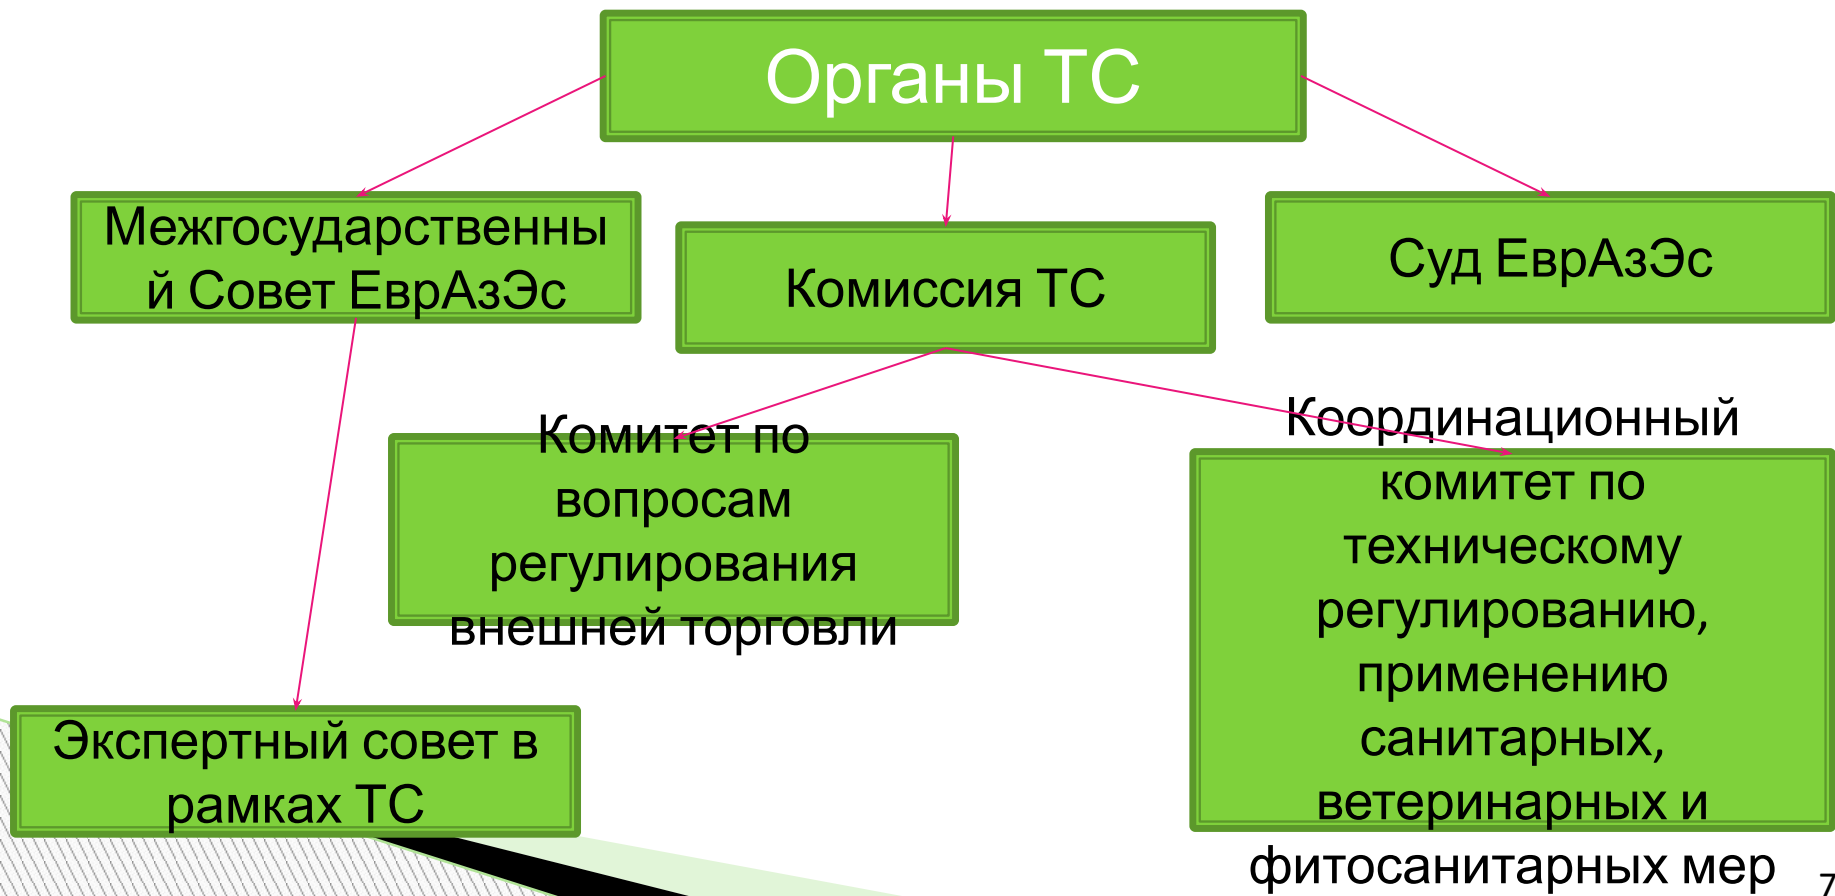 Органы ТС
Межгосударственны
й Совет ЕврАзЭс
Комиссия ТС
Суд ЕврАзЭс
Комитет по
вопросам
регулирования
внешней торговли
Координационный
комитет по
техническому
регулированию,
применению
санитарных,
ветеринарных и
фитосанитарных мер
Экспертный совет в
рамках ТС
7